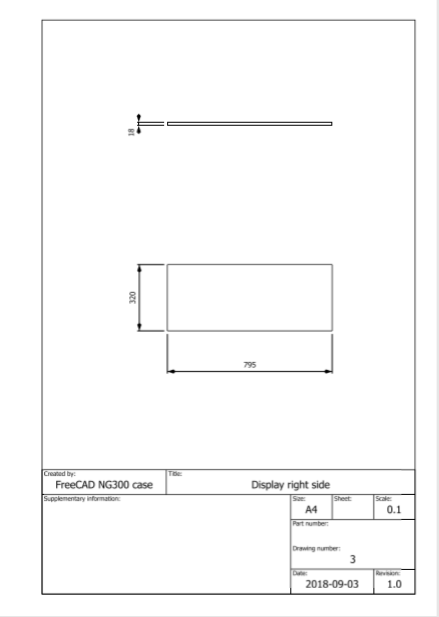 18
320
795
Created by:
FreeCAD NG300 case
Title:
Display right side
Supplementary information:
Size:
A4
Sheet:
Scale:
0.1
Part number:
Drawing number:
3
Date:
2018-09-03
Revision:
1.0